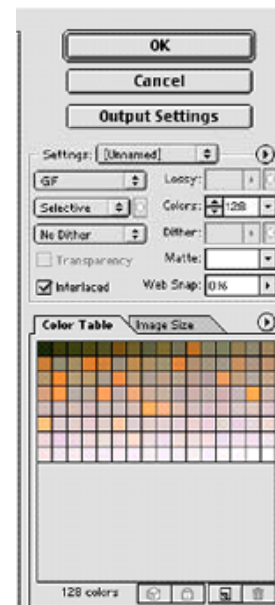 OK
Cancel
Output Settings
Settings: [Unnamed]
GIF Lossy:
Selective Colors: 128
No Dither Dither:
Transparency Matte:
Interlaced Web Snap: 0%
Color Table Image Size
128 colors